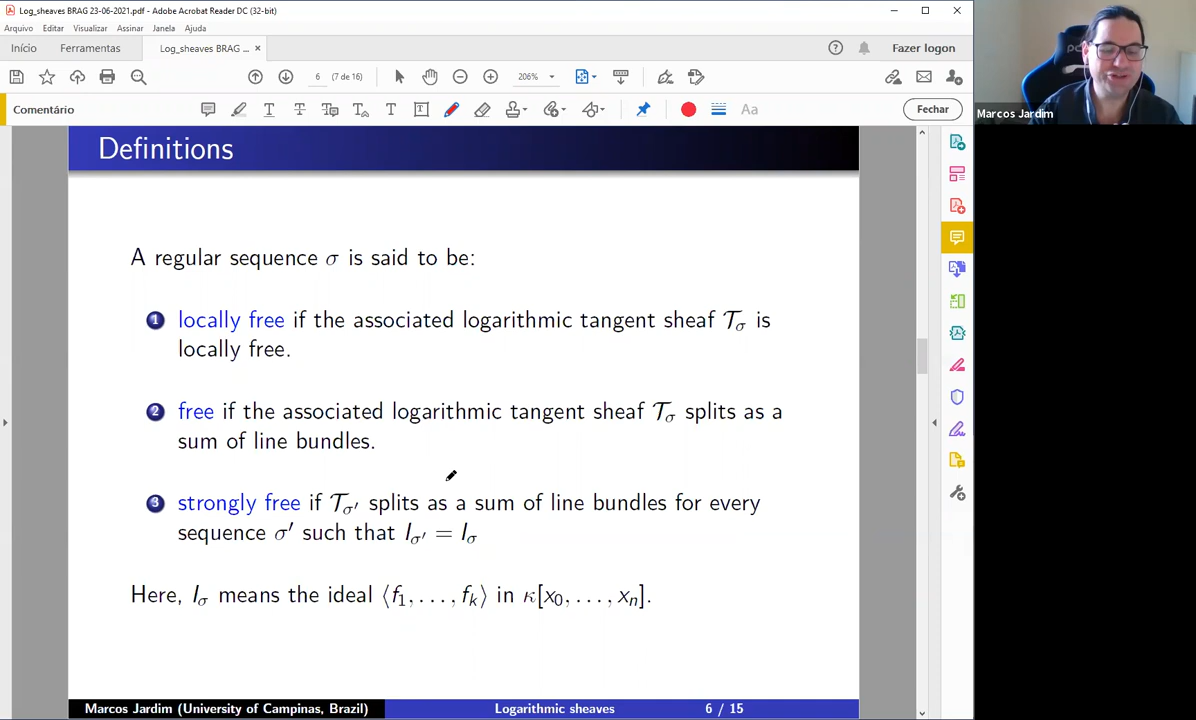 Log_sheaves BRAG 23-06-2021.pdf - Adobe Acrobat Reader DC (32-bit)
Arquivo Editar Visualizar Assinar Janela Ajuda
Início Ferramentas Log_sheaves BRAG ... × Fazer logon
6 (7 de 16) 206%
Comentário Aa Fechar
Marcos Jardim
Definitions
A regular sequence σ is said to be:
1 locally free if the associated logarithmic tangent sheaf 𝒯σ is
locally free.
2 free if the associated logarithmic tangent sheaf 𝒯σ splits as a
sum of line bundles.
3 strongly free if 𝒯σ′ splits as a sum of line bundles for every
sequence σ′ such that Iσ′ = Iσ
Here, Iσ means the ideal ⟨f₁, . . . , fₖ⟩ in κ[x₀, . . . , xₙ].
Marcos Jardim (University of Campinas, Brazil) Logarithmic sheaves 6 / 15